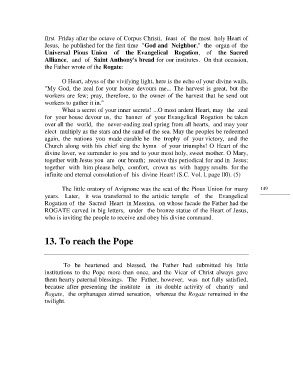 first Friday after the octave of Corpus Christi, feast of the most holy Heart of
Jesus, he published for the first time "God and Neighbor," the organ of the
Universal Pious Union of the Evangelical Rogation, of the Sacred
Alliance, and of Saint Anthony's bread for our institutes. On that occasion,
the Father wrote of the Rogate:
O Heart, abyss of the vivifying light, here is the echo of your divine wails,
"My God, the zeal for your house devours me... The harvest is great, but the
workers are few; pray, therefore, to the owner of the harvest that he send out
workers to gather it in."
What a secret of your inner secrets! ...O most ardent Heart, may the zeal
for your house devour us, the banner of your Evangelical Rogation be taken
over all the world, the never-ending zeal spring from all hearts, and may your
elect multiply as the stars and the sand of the sea. May the peoples be redeemed
again, the nations you made curable be the trophy of your victory, and the
Church along with his chief sing the hymn of your triumphs! O Heart of the
divine lover, we surrender to you and to your most holy, sweet mother. O Mary,
together with Jesus you are our breath; receive this periodical for and in Jesus;
together with him please help, comfort, crown us with happy results for the
infinite and eternal consolation of his divine Heart! (S.C. Vol. I, page 110). (5)
The little oratory of Avignone was the seat of the Pious Union for many
years. Later, it was transferred to the artistic temple of the Evangelical
Rogation of the Sacred Heart in Messina, on whose facade the Father had the
ROGATE carved in big letters, under the bronze statue of the Heart of Jesus,
who is inviting the people to receive and obey his divine command.
149
13. To reach the Pope
To be heartened and blessed, the Father had submitted his little
institutions to the Pope more than once, and the Vicar of Christ always gave
them hearty paternal blessings. The Father, however, was not fully satisfied,
because after presenting the institute in its double activity of charity and
Rogate, the orphanages stirred sensation, whereas the Rogate remained in the
twilight.